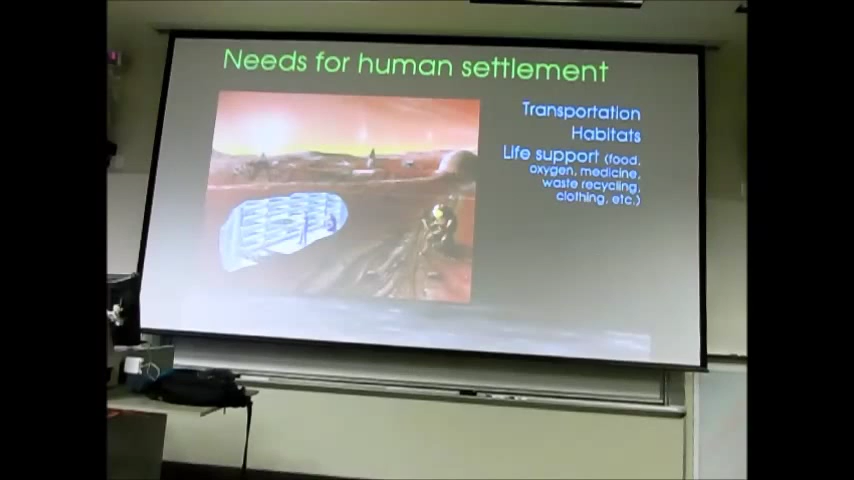 Needs for human settlement
Transportation
Habitats
Life support (food,
oxygen, medicine,
waste recycling,
clothing, etc.)